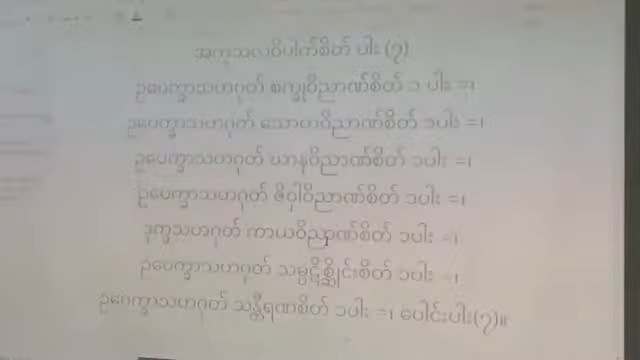 အကုသလဝိပါက်စိတ် ပါး (၇)
ဥပေက္ခာသဟဂုတ် စက္ခုဝိညာဏ်စိတ် ၁ ပါး =၊
ဥပေက္ခာသဟဂုတ် သောတဝိညာဏ်စိတ် ၁ပါး =၊
ဥပေက္ခာသဟဂုတ် ဃာနဝိညာဏ်စိတ် ၁ပါး =၊
ဥပေက္ခာသဟဂုတ် ဇိဝှါဝိညာဏ်စိတ် ၁ပါး =၊
ဒုက္ခသဟဂုတ် ကာယဝိညာဏ်စိတ် ၁ပါး =၊
ဥပေက္ခာသဟဂုတ် သမ္ပဋိစ္ဆိုင်းစိတ် ၁ပါး =၊
ဥပေက္ခာသဟဂုတ် သန္တီရဏစိတ် ၁ပါး =၊ ပေါင်းပါး(၇)။